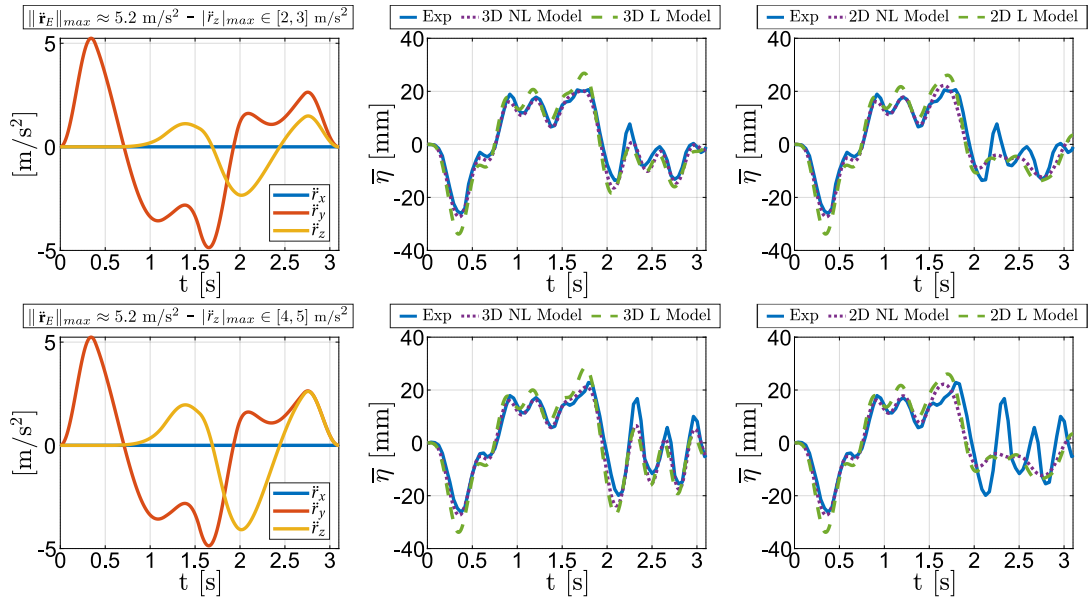 ‖ r̈_E‖_max ≈ 5.2 m/s² – |r̈_z|_max ∈ [2, 3] m/s²
5
0
-5
[m/s²]
r̈_x
r̈_y
r̈_z
0 0.5 1 1.5 2 2.5 3
t [s]
Exp 3D NL Model 3D L Model
40
20
0
-20
-40
η̅ [mm]
0 0.5 1 1.5 2 2.5 3
t [s]
Exp 2D NL Model 2D L Model
40
20
0
-20
-40
η̅ [mm]
0 0.5 1 1.5 2 2.5 3
t [s]
‖ r̈_E‖_max ≈ 5.2 m/s² – |r̈_z|_max ∈ [4, 5] m/s²
5
0
-5
[m/s²]
r̈_x
r̈_y
r̈_z
0 0.5 1 1.5 2 2.5 3
t [s]
Exp 3D NL Model 3D L Model
40
20
0
-20
-40
η̅ [mm]
0 0.5 1 1.5 2 2.5 3
t [s]
Exp 2D NL Model 2D L Model
40
20
0
-20
-40
η̅ [mm]
0 0.5 1 1.5 2 2.5 3
t [s]